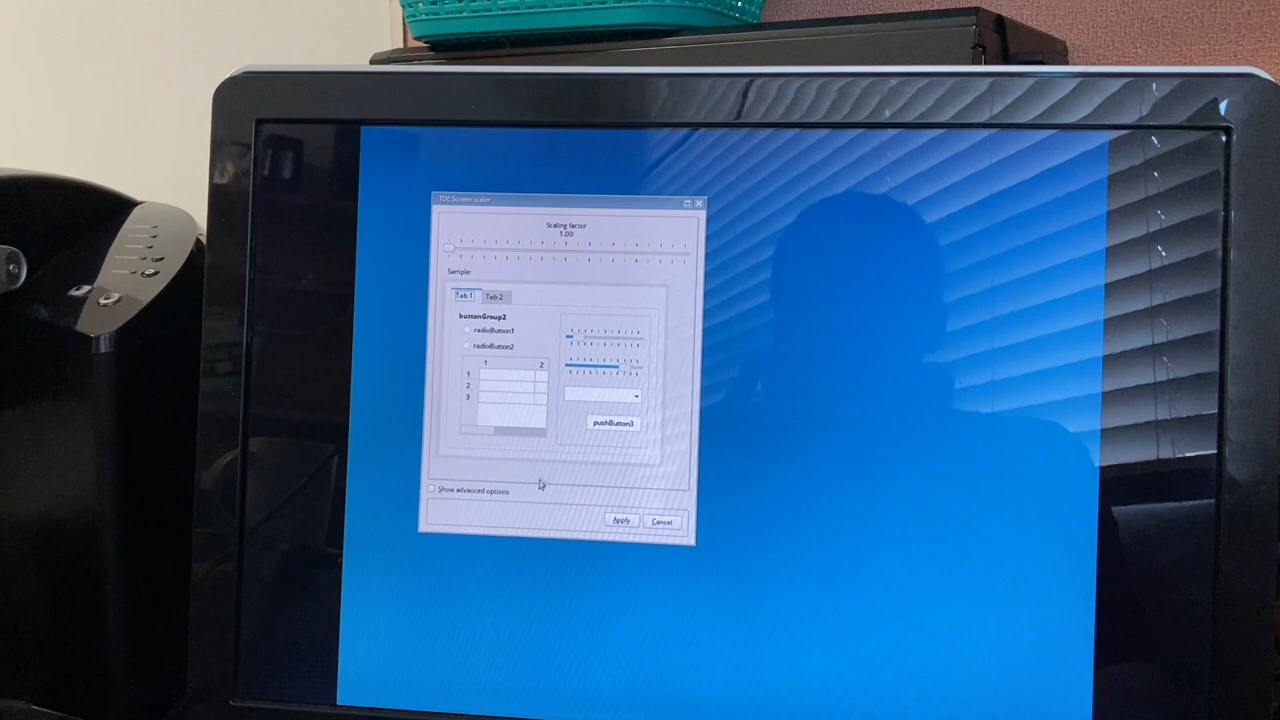 TDE Screen scaler
Scaling factor
1.00
Sample:
Tab 1 Tab 2
buttonGroup2
radioButton1
radioButton2
1 2
1
2
3
pushButton3
Show advanced options
Apply Cancel